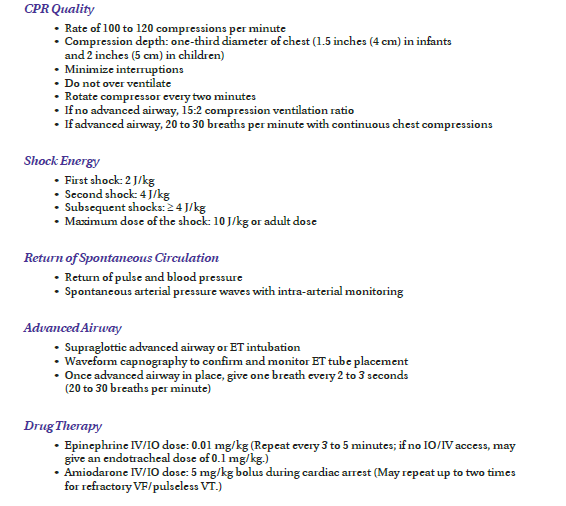 CPR Quality
• Rate of 100 to 120 compressions per minute
• Compression depth: one-third diameter of chest (1.5 inches (4 cm) in infants
and 2 inches (5 cm) in children)
• Minimize interruptions
• Do not over ventilate
• Rotate compressor every two minutes
• If no advanced airway, 15:2 compression ventilation ratio
• If advanced airway, 20 to 30 breaths per minute with continuous chest compressions
Shock Energy
• First shock: 2 J/kg
• Second shock: 4 J/kg
• Subsequent shocks: ≥ 4 J/kg
• Maximum dose of the shock: 10 J/kg or adult dose
Return of Spontaneous Circulation
• Return of pulse and blood pressure
• Spontaneous arterial pressure waves with intra-arterial monitoring
Advanced Airway
• Supraglottic advanced airway or ET intubation
• Waveform capnography to confirm and monitor ET tube placement
• Once advanced airway in place, give one breath every 2 to 3 seconds
(20 to 30 breaths per minute)
Drug Therapy
• Epinephrine IV/IO dose: 0.01 mg/kg (Repeat every 3 to 5 minutes; if no IO/IV access, may
give an endotracheal dose of 0.1 mg/kg.)
• Amiodarone IV/IO dose: 5 mg/kg bolus during cardiac arrest (May repeat up to two times
for refractory VF/pulseless VT.)